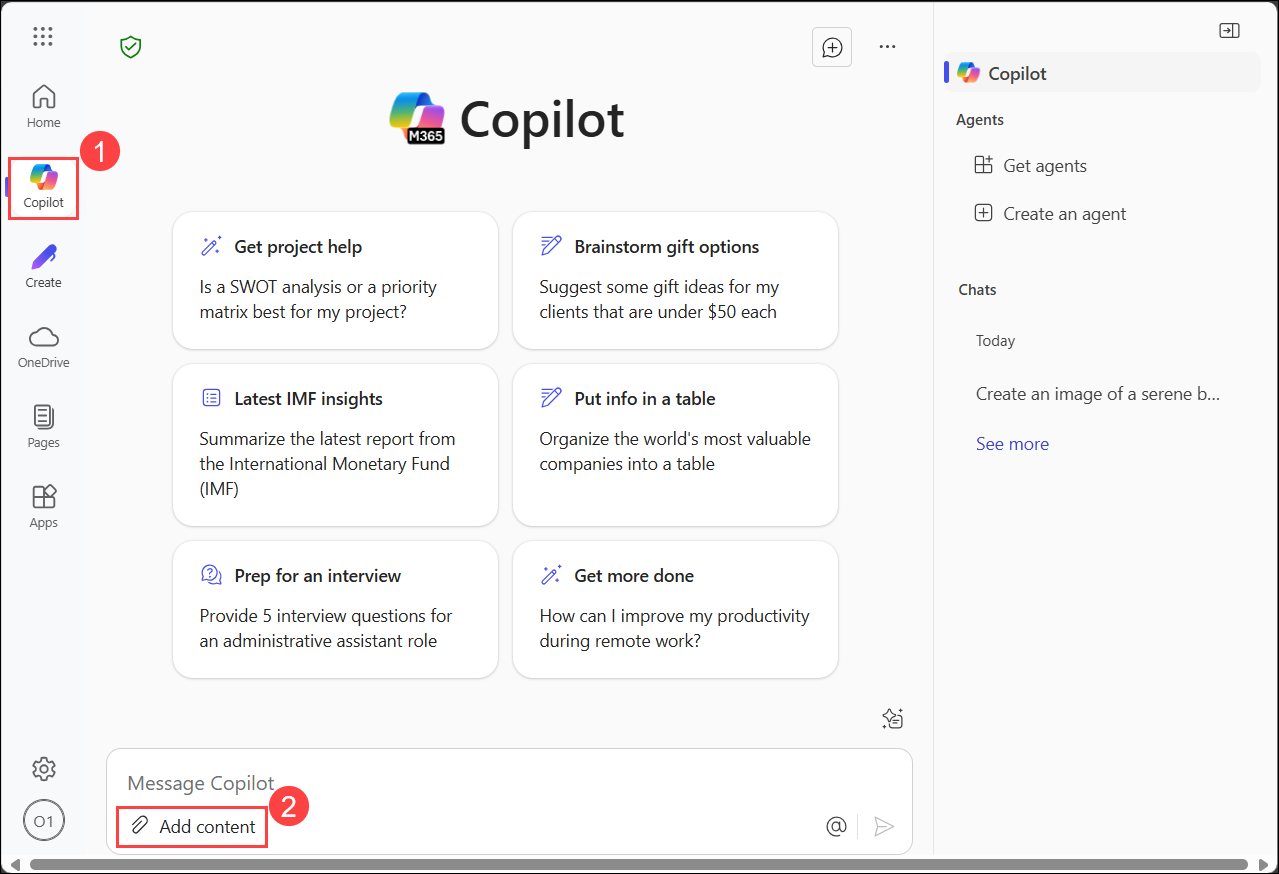 Home
1
Copilot
Create
OneDrive
Pages
Apps
O1
M365
Copilot
Get project help
Is a SWOT analysis or a priority
matrix best for my project?
Brainstorm gift options
Suggest some gift ideas for my
clients that are under $50 each
Latest IMF insights
Summarize the latest report from
the International Monetary Fund
(IMF)
Put info in a table
Organize the world's most valuable
companies into a table
Prep for an interview
Provide 5 interview questions for
an administrative assistant role
Get more done
How can I improve my productivity
during remote work?
Message Copilot
2
Add content
@
Copilot
Agents
Get agents
Create an agent
Chats
Today
Create an image of a serene b...
See more